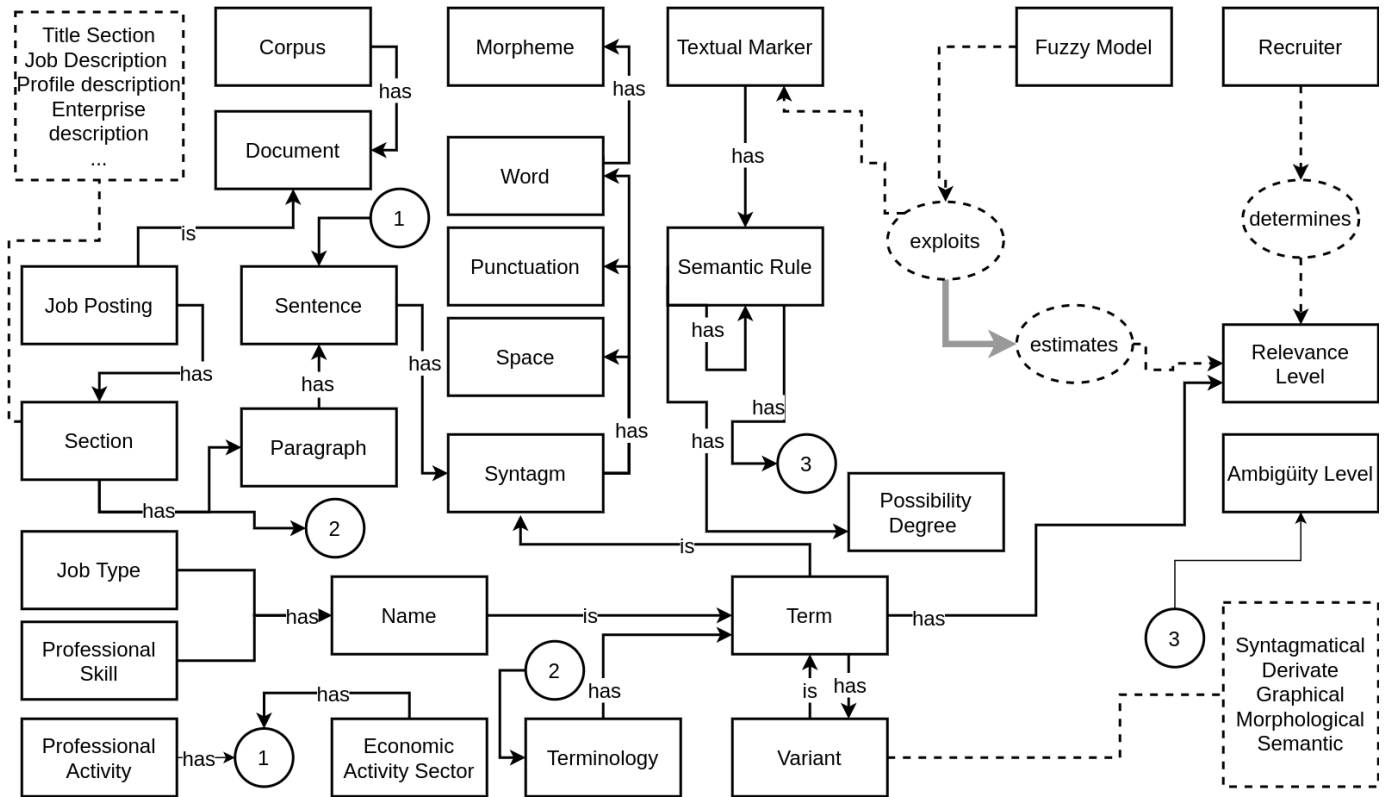 Title Section
Job Description
Profile description
Enterprise
description
...
Corpus
has
Document
is
Morpheme
has
Textual Marker
Fuzzy Model
Recruiter
Word
has
1
determines
exploits
Job Posting
Sentence
Punctuation
Semantic Rule
has
has
Space
has
has
estimates
Relevance
Level
has
has
has
has
Section
Paragraph
Syntagm
3
Ambigüity Level
has
2
Possibility
Degree
is
Job Type
has
Name
is
Term
has
Professional
Skill
2
3
has
is
has
Syntagmatical
Derivate
Graphical
Morphological
Semantic
has
Professional
Activity
has
1
Economic
Activity Sector
Terminology
Variant